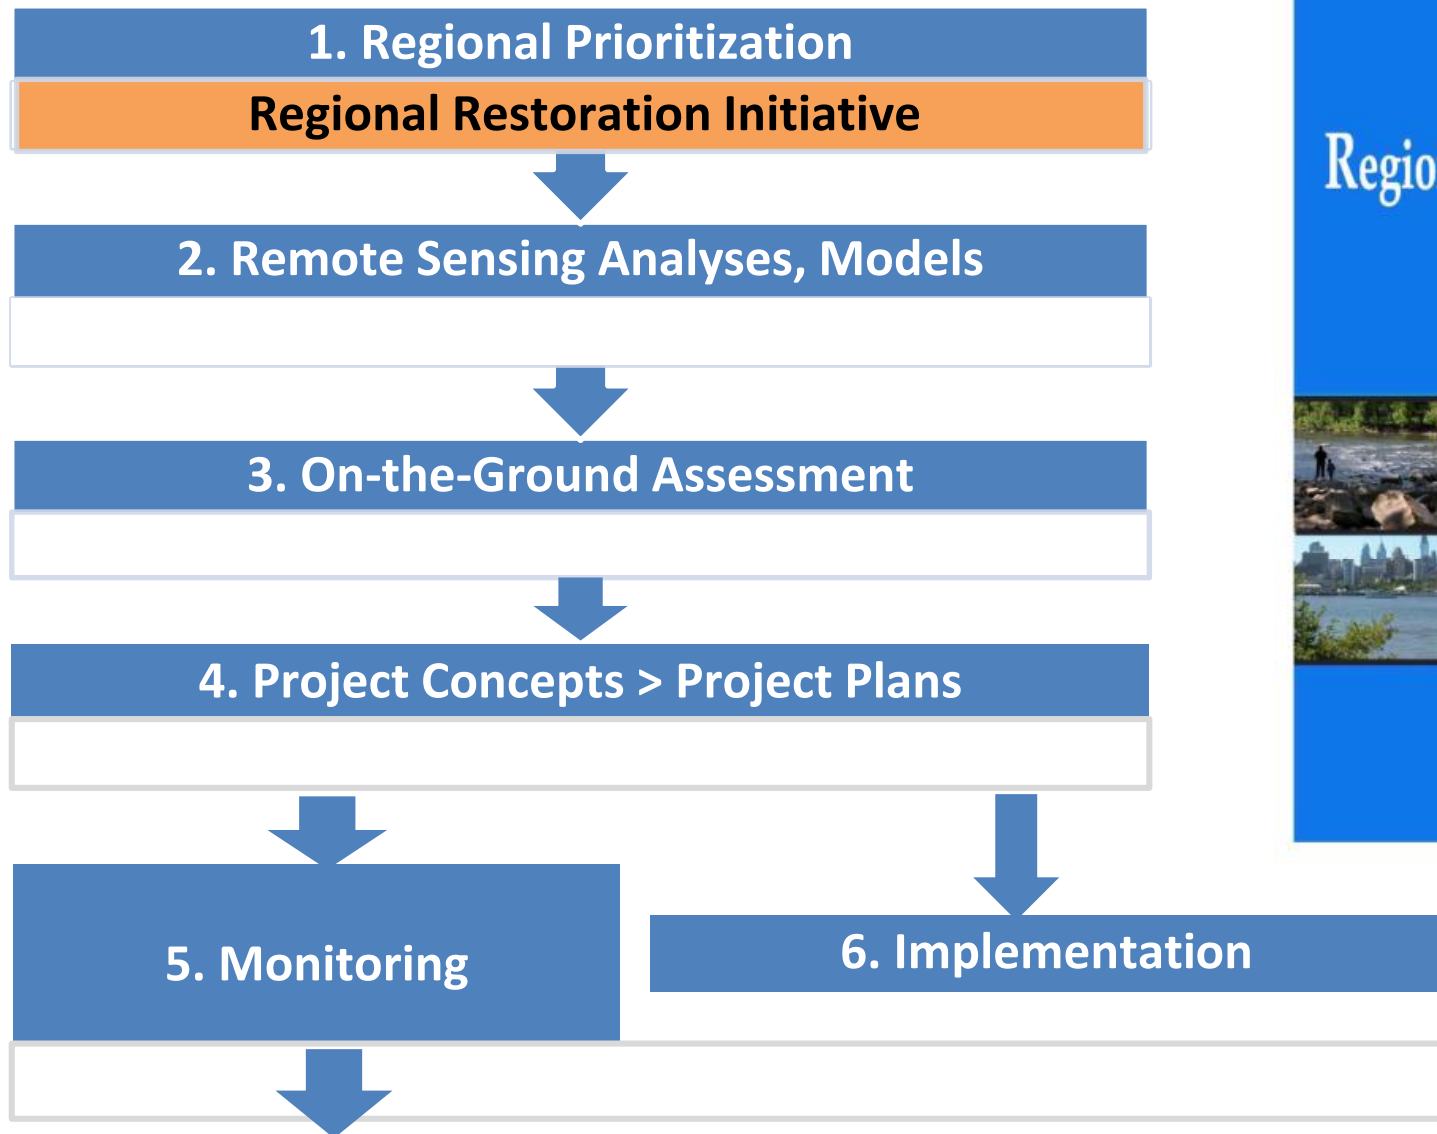 1. Regional Prioritization
Regional Restoration Initiative
2. Remote Sensing Analyses, Models
3. On-the-Ground Assessment
4. Project Concepts > Project Plans
5. Monitoring
6. Implementation
Regio